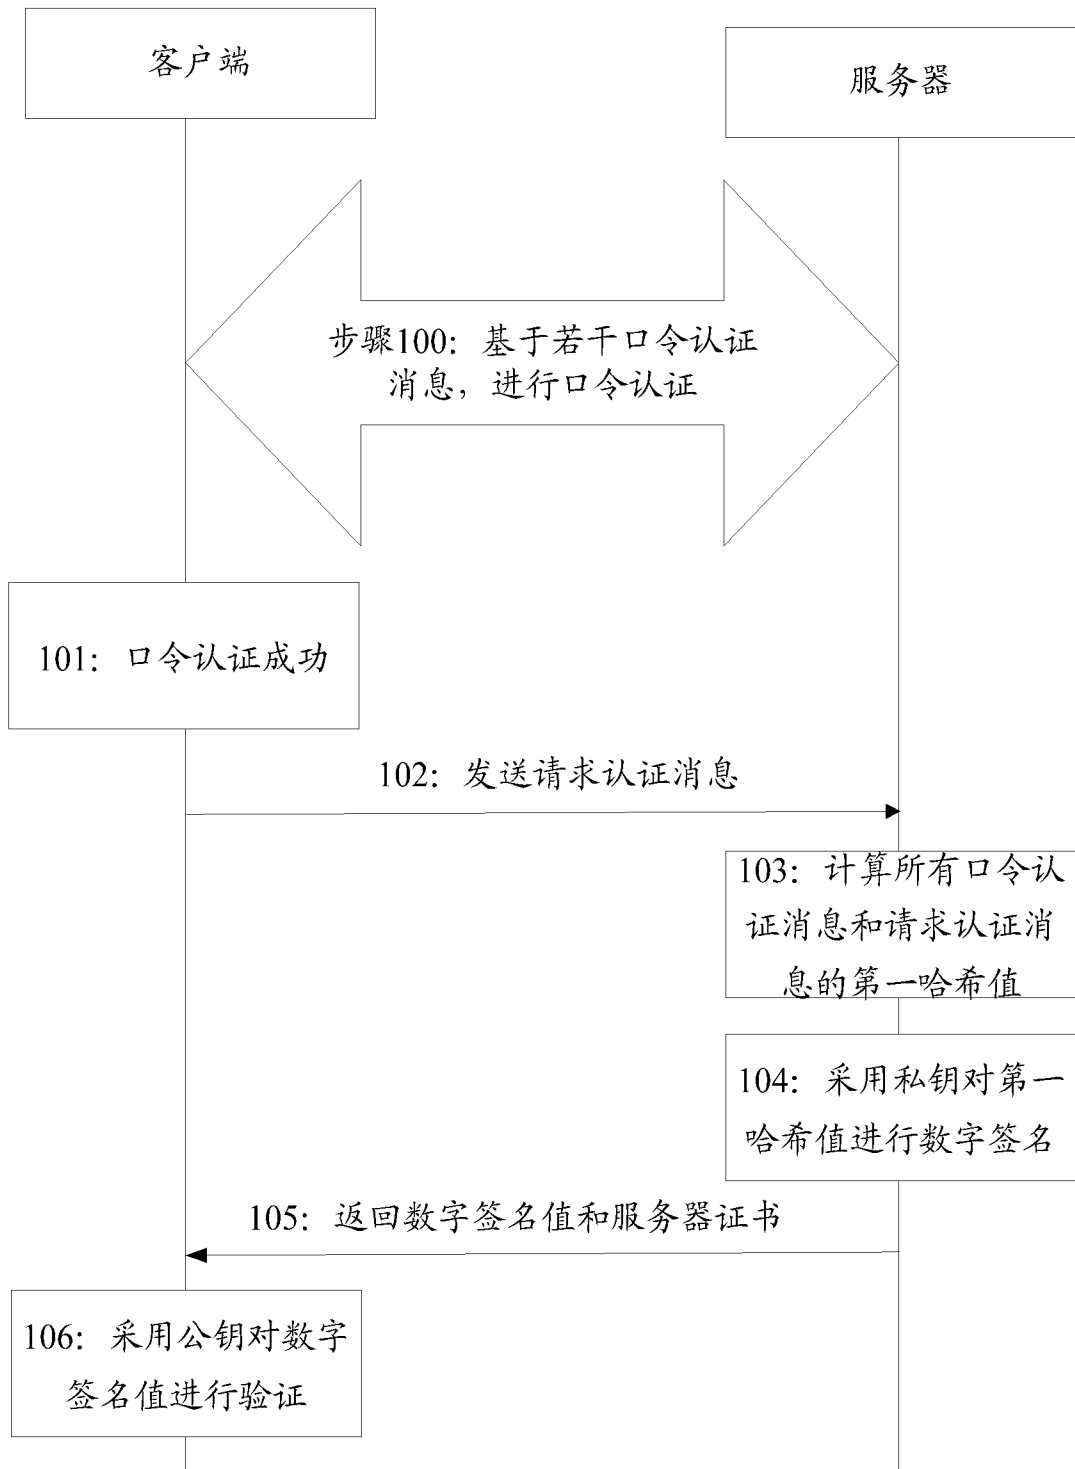 客户端
服务器
步骤100：基于若干口令认证
消息，进行口令认证
101：口令认证成功
102：发送请求认证消息
103：计算所有口令认
证消息和请求认证消
息的第一哈希值
104：采用私钥对第一
哈希值进行数字签名
105：返回数字签名值和服务器证书
106：采用公钥对数字
签名值进行验证